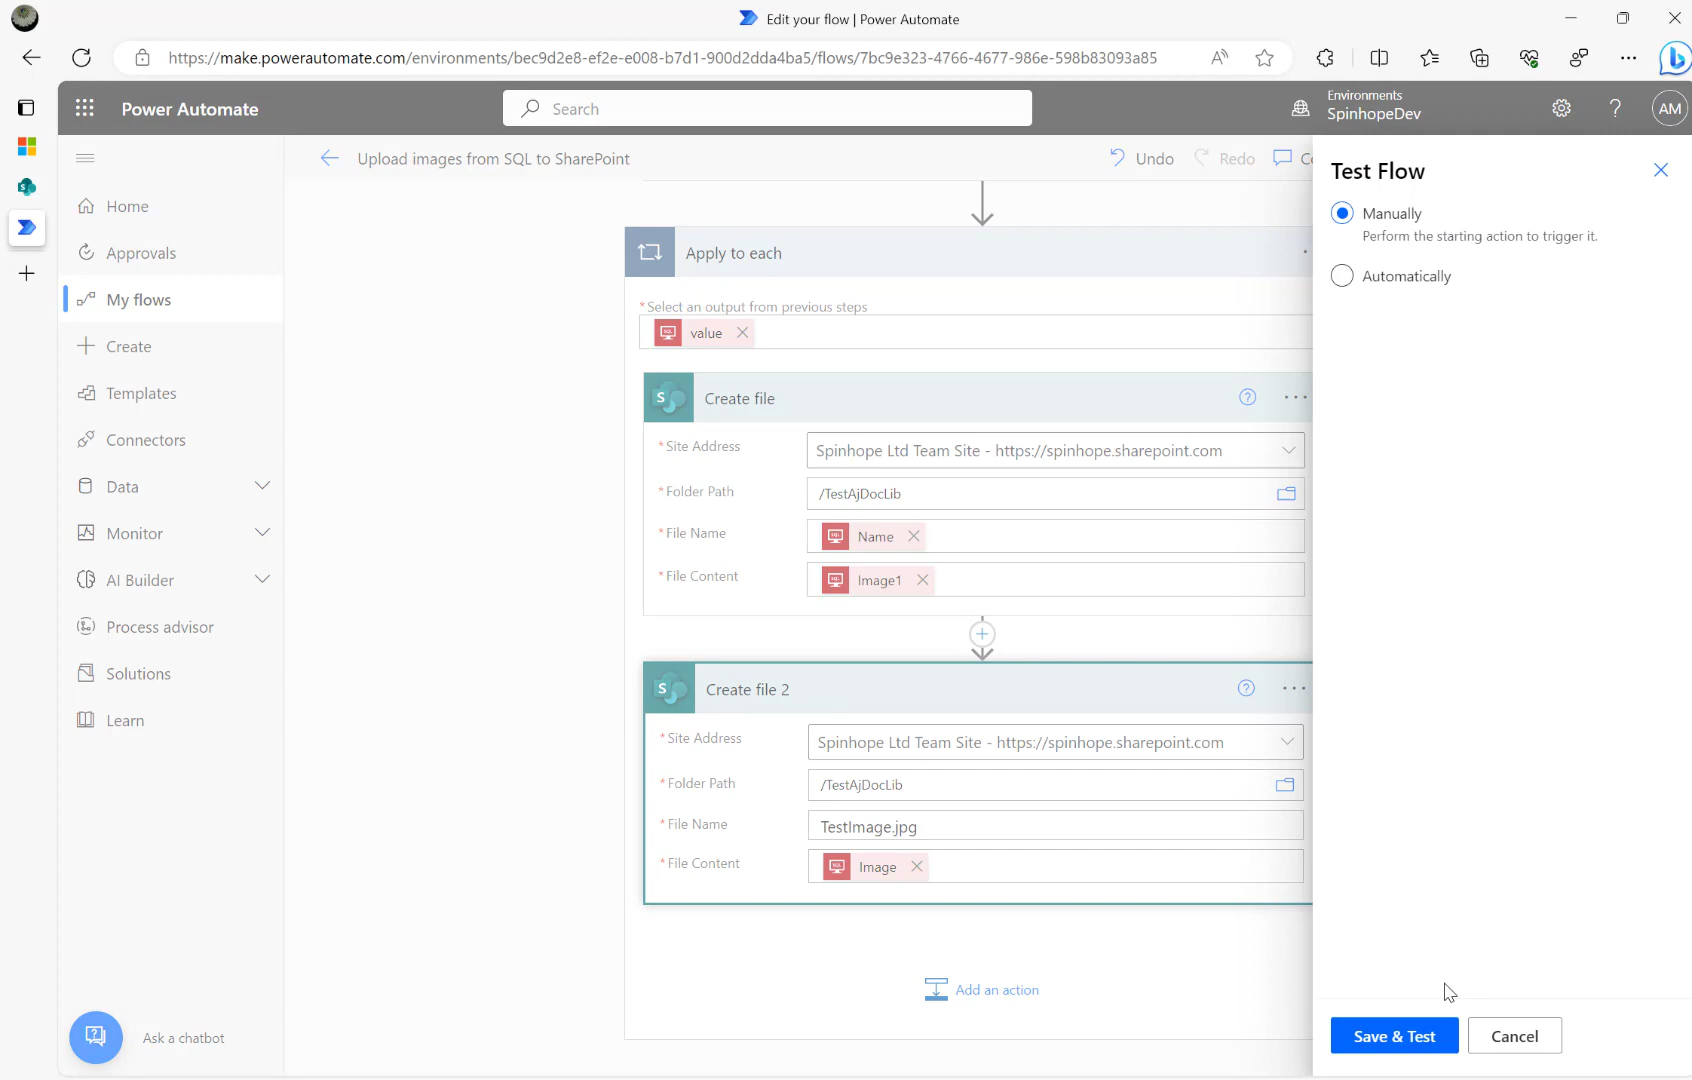 Edit your flow | Power Automate
https://make.powerautomate.com/environments/bec9d2e8-ef2e-e008-b7d1-900d2dda4ba5/flows/7bc9e323-4766-4677-986e-598b83093a85
Power Automate
Search
Environments
SpinhopeDev
AM
Upload images from SQL to SharePoint
Undo
Redo
Home
Approvals
My flows
Create
Templates
Connectors
Data
Monitor
AI Builder
Process advisor
Solutions
Learn
Ask a chatbot
Apply to each
* Select an output from previous steps
SQL value
S Create file
* Site Address
Spinhope Ltd Team Site - https://spinhope.sharepoint.com
* Folder Path
/TestAjDocLib
* File Name
SQL Name
* File Content
SQL Image1
S Create file 2
* Site Address
Spinhope Ltd Team Site - https://spinhope.sharepoint.com
* Folder Path
/TestAjDocLib
* File Name
TestImage.jpg
* File Content
SQL Image
Add an action
Test Flow
Manually
Perform the starting action to trigger it.
Automatically
Save & Test
Cancel